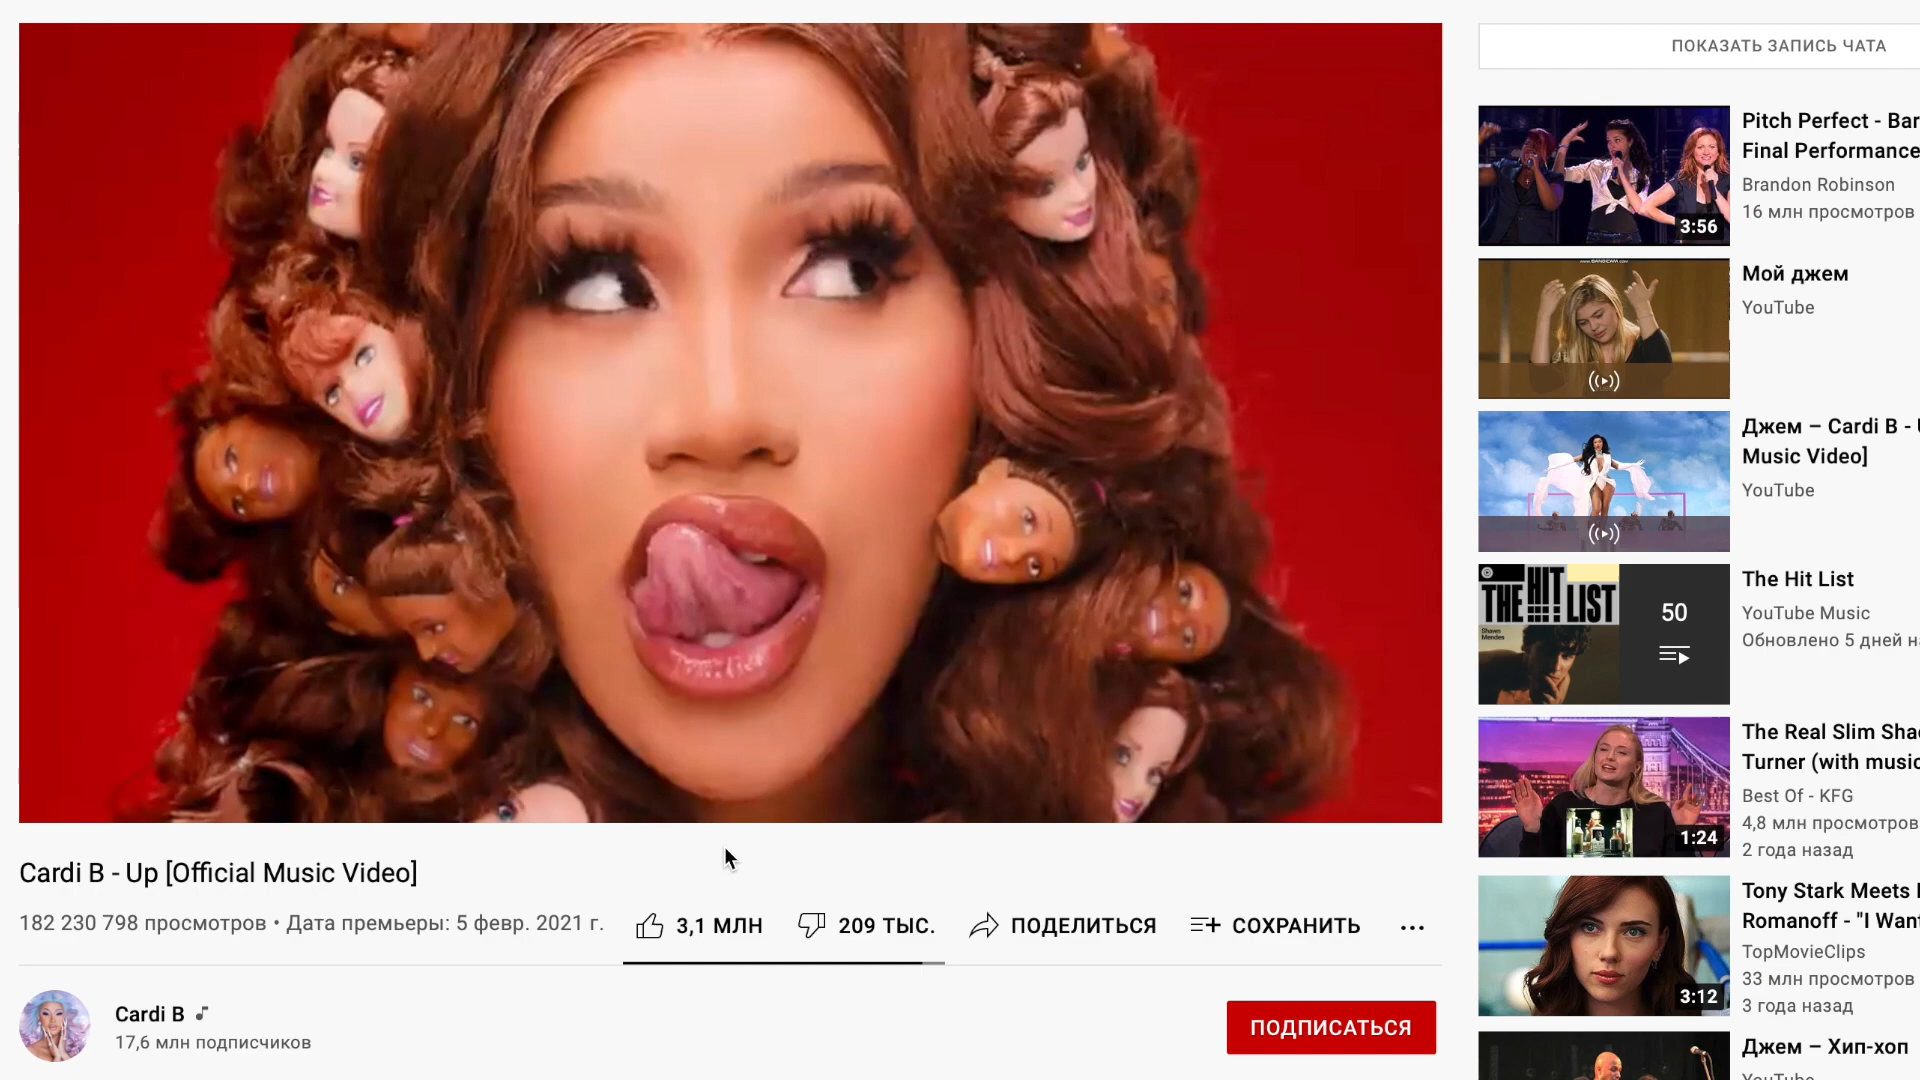 Cardi B - Up [Official Music Video]
182 230 798 просмотров • Дата премьеры: 5 февр. 2021 г.
3,1 МЛН
209 ТЫС.
ПОДЕЛИТЬСЯ
СОХРАНИТЬ
Cardi B
17,6 млн подписчиков
ПОДПИСАТЬСЯ
ПОКАЗАТЬ ЗАПИСЬ ЧАТА
3:56
Pitch Perfect - Bar
Final Performance
Brandon Robinson
16 млн просмотров
Мой джем
YouTube
Джем – Cardi B -
Music Video]
YouTube
THE HIT LIST
Shawn
Mendes
50
The Hit List
YouTube Music
Обновлено 5 дней
1:24
The Real Slim Sha
Turner (with music
Best Of - KFG
4,8 млн просмотров
2 года назад
3:12
Tony Stark Meets
Romanoff - "I Want
TopMovieClips
33 млн просмотров
3 года назад
Джем – Хип-хоп
YouTube